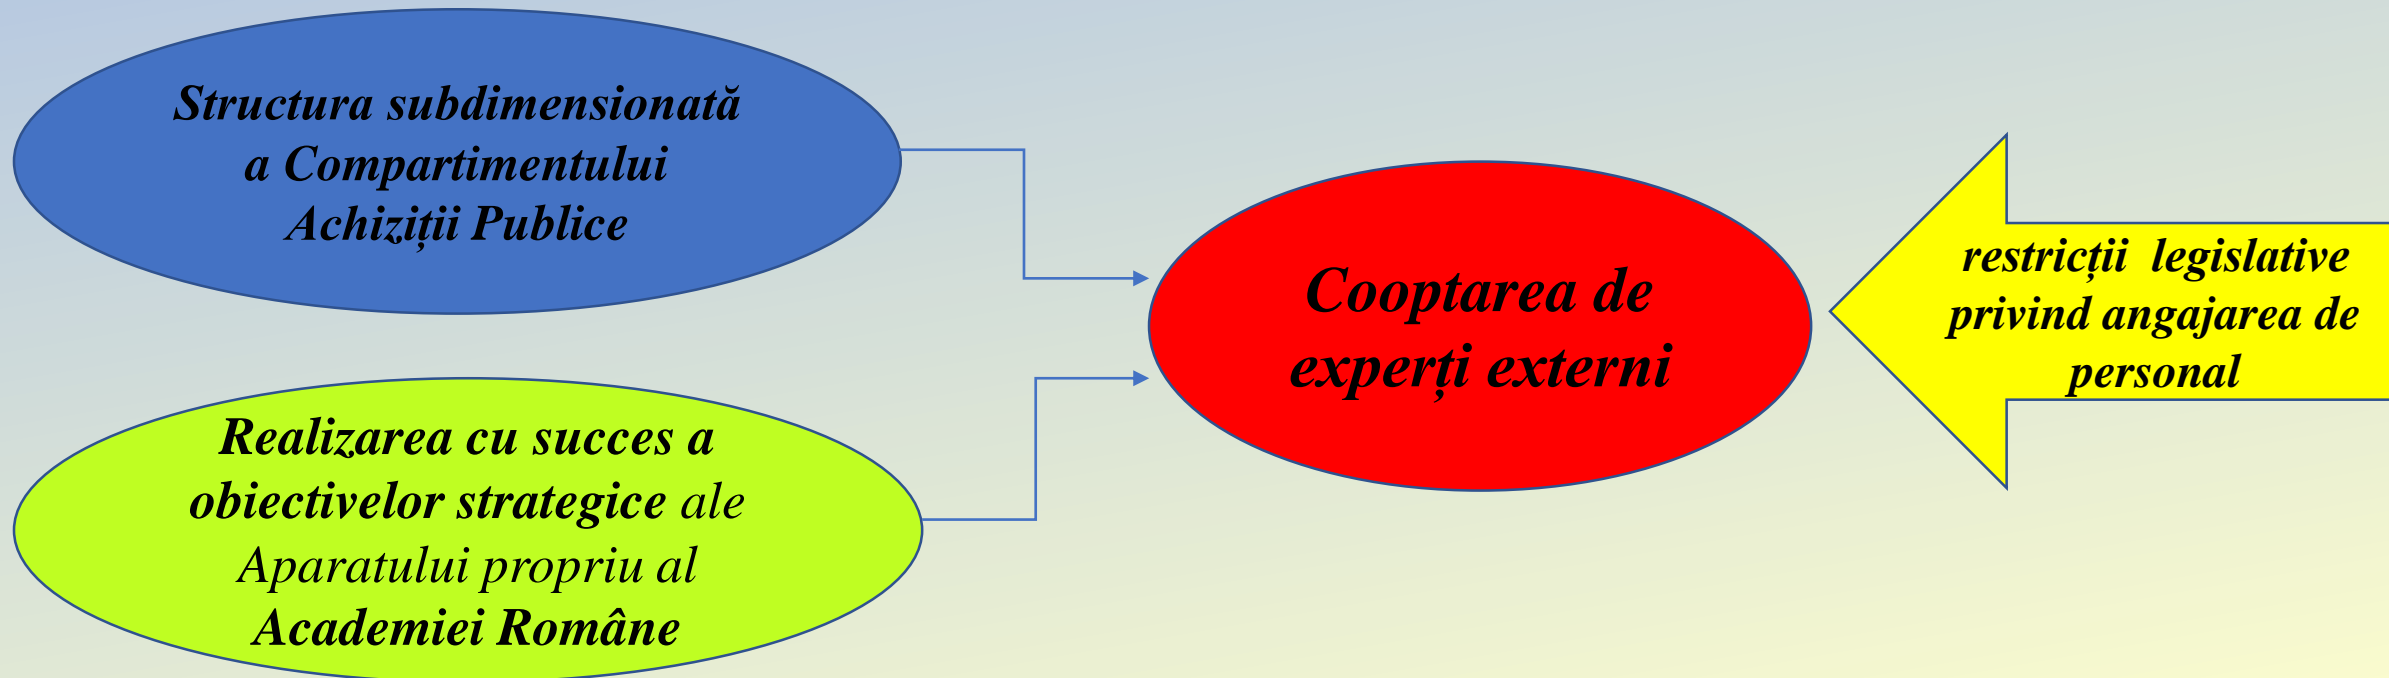 Structura subdimensionată
a Compartimentului
Achiziții Publice
Realizarea cu succes a
obiectivelor strategice ale
Aparatului propriu al
Academiei Române
Cooptarea de
experți externi
restricții legislative
privind angajarea de
personal